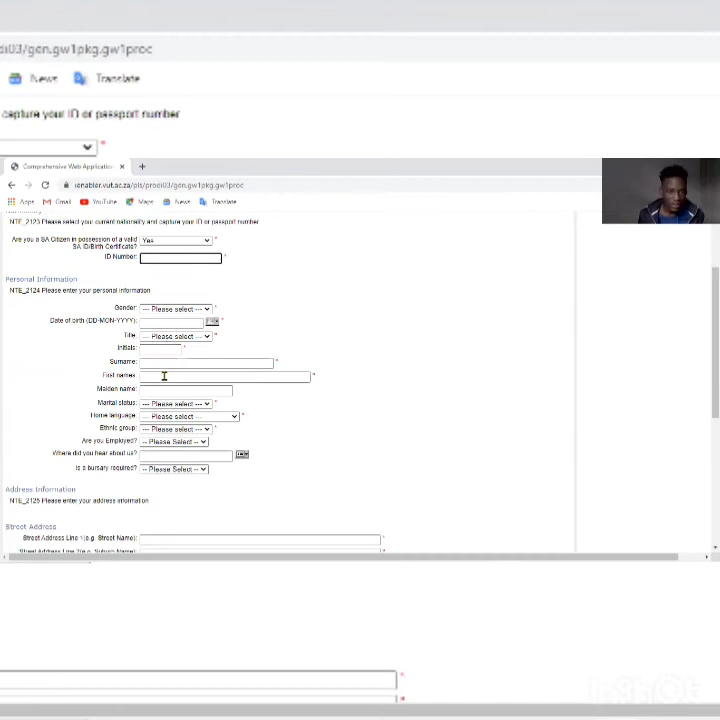 di03/gen.gw1pkg.gw1proc
News Translate
capture your ID or passport number
*
Comprehensive Web Application
ienabler.vut.ac.za/pls/prodi03/gen.gw1pkg.gw1proc
Apps Gmail YouTube Maps News Translate
NTE_2123 Please select your current nationality and capture your ID or passport number
Are you a SA Citizen in possession of a valid SA ID/Birth Certificate? Yes *
ID Number: *
Personal Information
NTE_2124 Please enter your personal information
Gender: --- Please select --- *
Date of birth (DD-MON-YYYY): *
Title: --- Please select --- *
Initials: *
Surname: *
First names: *
Maiden name:
Marital status: --- Please select --- *
Home language: --- Please select --- *
Ethnic group: --- Please select --- *
Are you Employed? -- Please Select --
Where did you hear about us?
Is a bursary required? -- Please Select --
Address Information
NTE_2125 Please enter your address information
Street Address
Street Address Line 1(e.g. Street Name): *
Street Address Line 2(e.g. Suburb Name): *
*
*